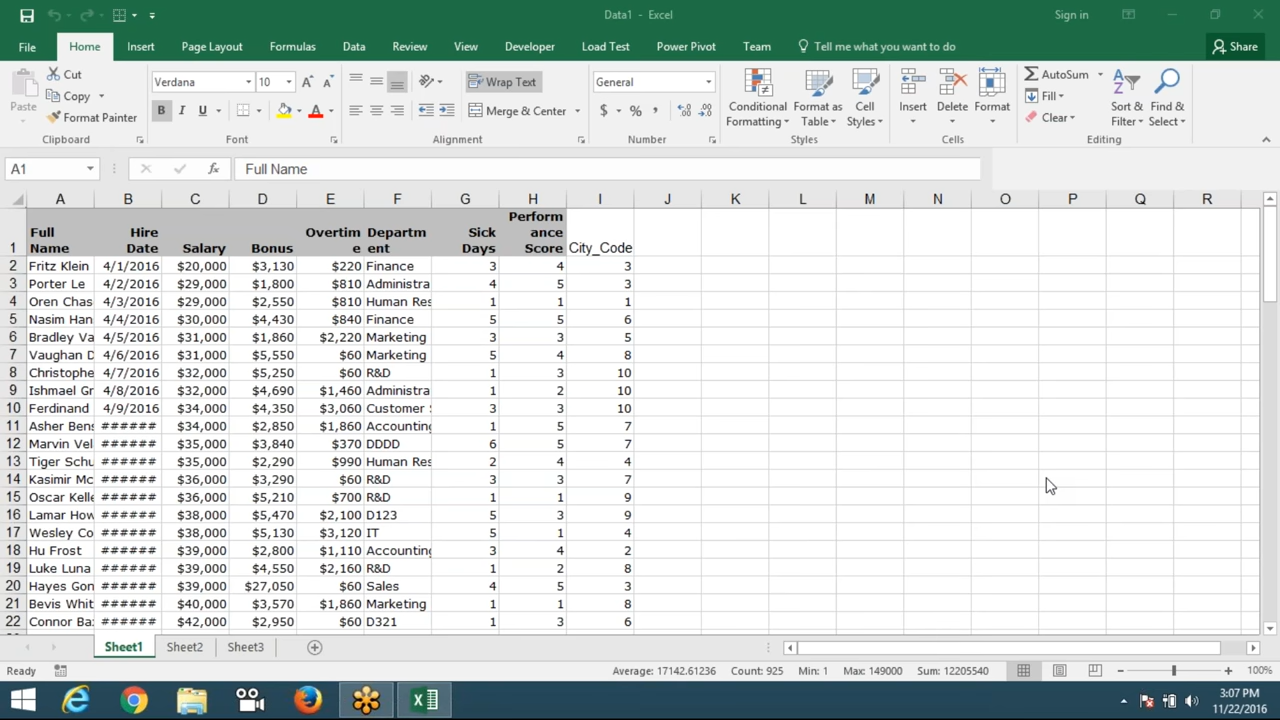 Data1 - Excel
Sign in
File Home Insert Page Layout Formulas Data Review View Developer Load Test Power Pivot Team Tell me what you want to do Share
Paste
Cut
Copy
Format Painter
Clipboard
Verdana 10
B I U
Font
Wrap Text
Merge & Center
Alignment
General
$ % ,
Number
Conditional Formatting
Format as Table
Cell Styles
Styles
Insert Delete Format
Cells
AutoSum
Fill
Clear
Sort & Filter
Find & Select
Editing
A1 fx Full Name
A B C D E F G H I J K L M N O P Q R
1 Full Name Hire Date Salary Bonus Overtime Department Sick Days Performance Score City_Code
2 Fritz Klein 4/1/2016 $20,000 $3,130 $220 Finance 3 4 3
3 Porter Le 4/2/2016 $29,000 $1,800 $810 Administra 4 5 3
4 Oren Chas 4/3/2016 $29,000 $2,550 $810 Human Res 1 1 1
5 Nasim Han 4/4/2016 $30,000 $4,430 $840 Finance 5 5 6
6 Bradley Va 4/5/2016 $31,000 $1,860 $2,220 Marketing 3 3 5
7 Vaughan D 4/6/2016 $31,000 $5,550 $60 Marketing 5 4 8
8 Christophe 4/7/2016 $32,000 $5,250 $60 R&D 1 3 10
9 Ishmael Gr 4/8/2016 $32,000 $4,690 $1,460 Administra 1 2 10
10 Ferdinand 4/9/2016 $34,000 $4,350 $3,060 Customer 3 3 10
11 Asher Bens ###### $34,000 $2,850 $1,860 Accounting 1 5 7
12 Marvin Vel ###### $35,000 $3,840 $370 DDDD 6 5 7
13 Tiger Schu ###### $35,000 $2,290 $990 Human Res 2 4 4
14 Kasimir Mc ###### $36,000 $3,290 $60 R&D 3 3 7
15 Oscar Kelle ###### $36,000 $5,210 $700 R&D 1 1 9
16 Lamar How ###### $38,000 $5,470 $2,100 D123 5 3 9
17 Wesley Co ###### $38,000 $5,130 $3,120 IT 5 1 4
18 Hu Frost ###### $39,000 $2,800 $1,110 Accounting 3 4 2
19 Luke Luna ###### $39,000 $4,550 $2,160 R&D 1 2 8
20 Hayes Gon ###### $39,000 $27,050 $60 Sales 4 5 3
21 Bevis Whit ###### $40,000 $3,570 $1,860 Marketing 1 1 8
22 Connor Ba ###### $42,000 $2,950 $60 D321 1 3 6
Sheet1 Sheet2 Sheet3
Ready Average: 17142.61236 Count: 925 Min: 1 Max: 149000 Sum: 12205540 100%
3:07 PM
11/22/2016